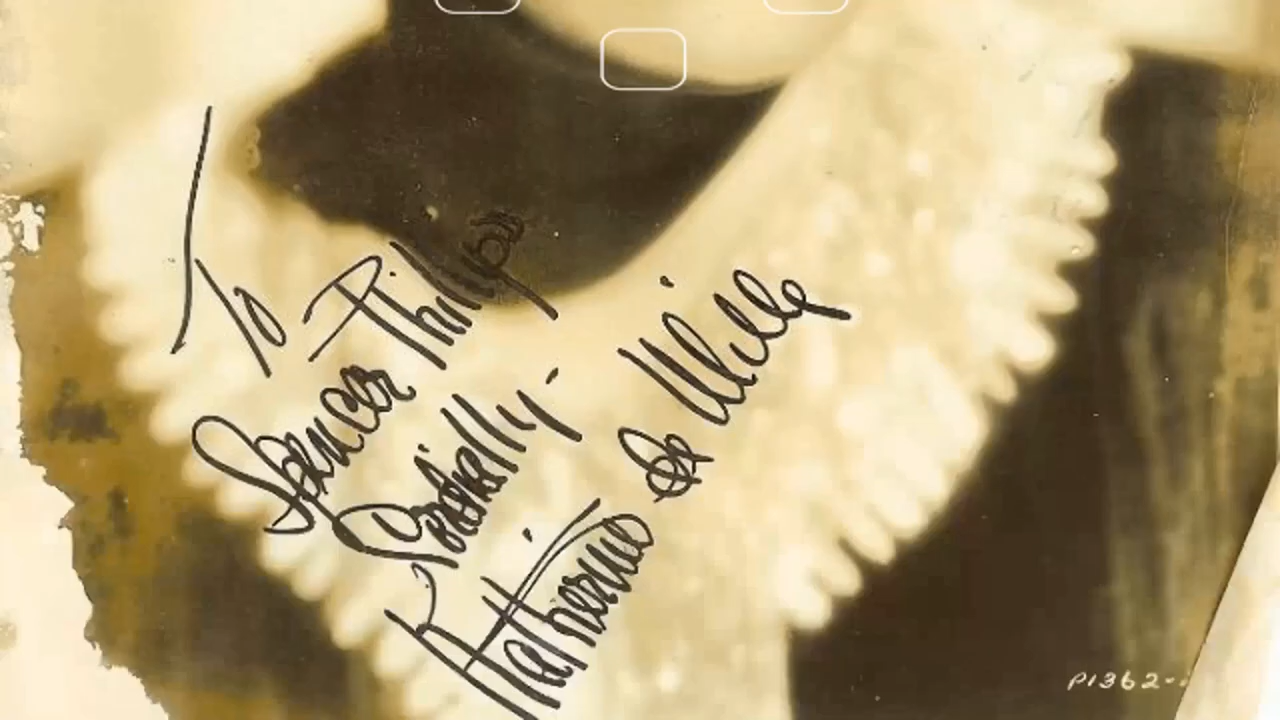 To
Spencer Phillips
Cordially
Katherine De Mille
P1362-